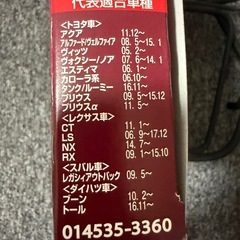 代表適合車種
<トヨタ車>
アクア 11.12～
アルファード/ヴェルファイア 08. 5～15. 1
ヴィッツ 05. 2～
ヴォクシー/ノア 07. 6～14. 1
エスティマ 06. 1～
カローラ系 06.10～
タンク/ルーミー 16.11～
プリウス 09. 5～
プリウスα 11. 5～
<レクサス車>
CT 11. 1～
LS 06. 9～17.12
NX 14. 7～
RX 09. 1～15.10
<スバル車>
レガシィアウトバック 09. 5～
<ダイハツ車>
ブーン 10. 2～
トール 16.11～
014535-3360